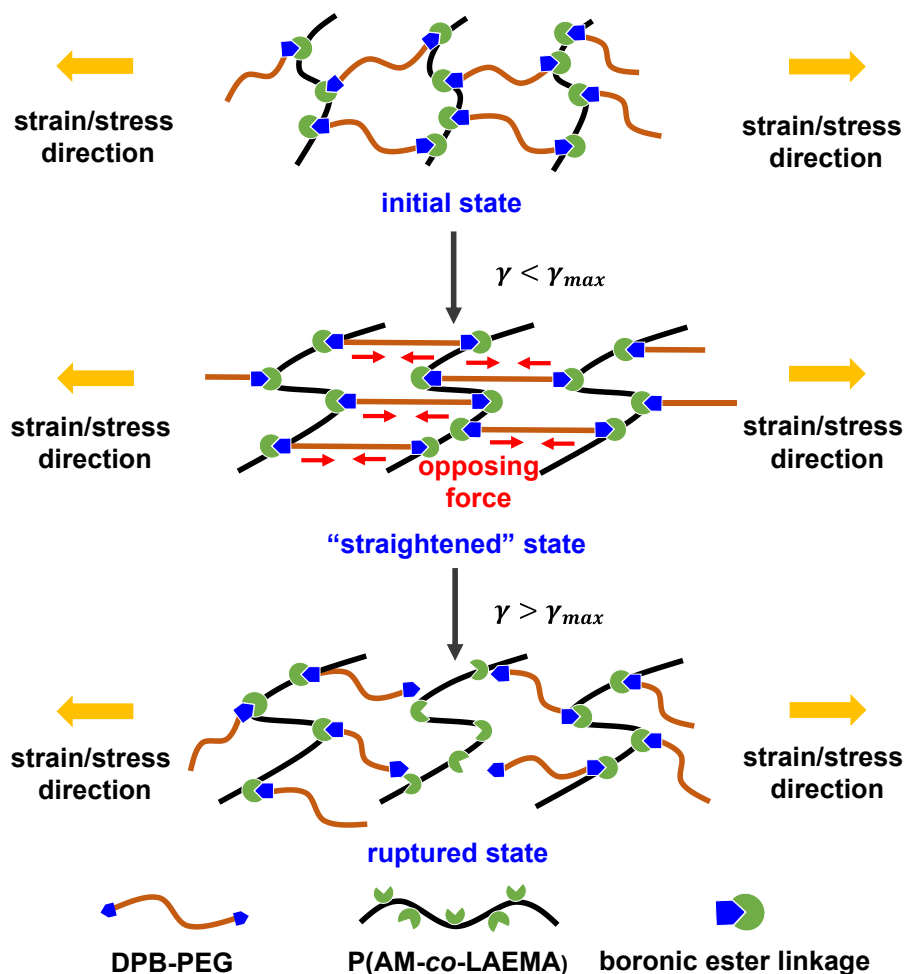 strain/stress
direction
strain/stress
direction
initial state
γ < γmax
strain/stress
direction
strain/stress
direction
opposing
force
“straightened” state
γ > γmax
strain/stress
direction
strain/stress
direction
ruptured state
DPB-PEG
P(AM-co-LAEMA)
boronic ester linkage